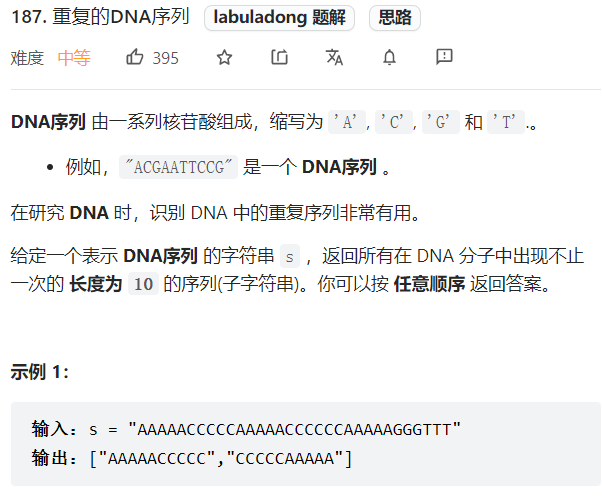 187. 重复的DNA序列 labuladong 题解 思路
难度 中等 395
DNA序列 由一系列核苷酸组成，缩写为 'A', 'C', 'G' 和 'T'.。
• 例如，"ACGAATTCCG" 是一个 DNA序列 。
在研究 DNA 时，识别 DNA 中的重复序列非常有用。
给定一个表示 DNA序列 的字符串 s ，返回所有在 DNA 分子中出现不止
一次的 长度为 10 的序列(子字符串)。你可以按 任意顺序 返回答案。
示例 1：
输入：s = "AAAAACCCCCAAAAACCCCCCAAAAAGGGTTT"
输出：["AAAAACCCCC","CCCCCAAAAA"]